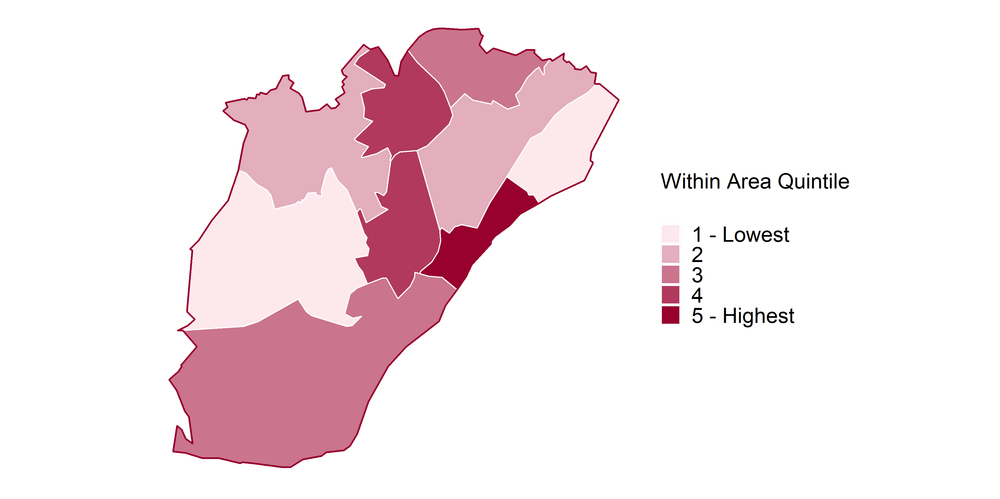 Within Area Quintile
1 - Lowest
2
3
4
5 - Highest